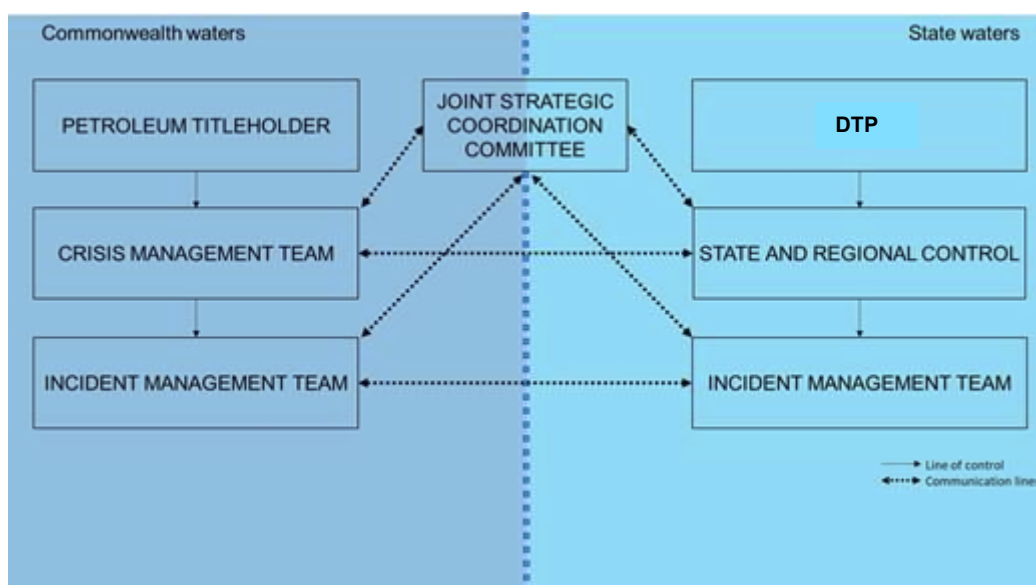 Commonwealth waters
State waters
PETROLEUM TITLEHOLDER
JOINT STRATEGIC
COORDINATION
COMMITTEE
DTP
CRISIS MANAGEMENT TEAM
STATE AND REGIONAL CONTROL
INCIDENT MANAGEMENT TEAM
INCIDENT MANAGEMENT TEAM
Line of control
Communication line